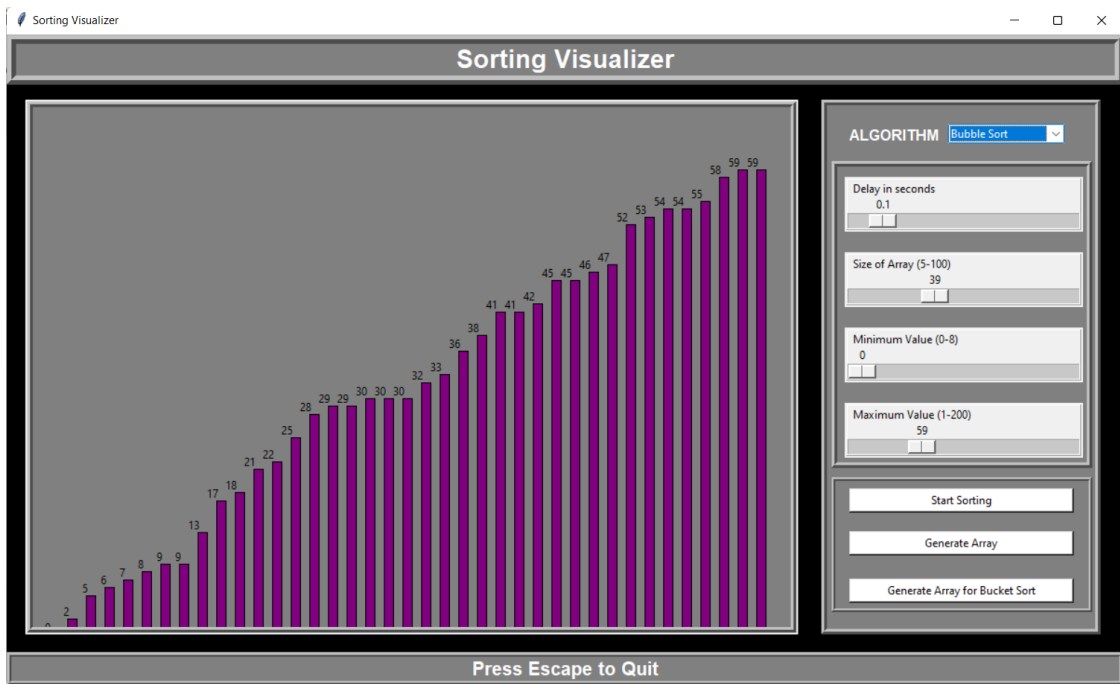 Sorting Visualizer
Sorting Visualizer
0 2 5 6 7 8 9 9 13 17 18 21 22 25 28 29 29 30 30 30 32 33 36 38 41 41 42 45 45 46 47 52 53 54 54 55 58 59 59
ALGORITHM Bubble Sort
Delay in seconds
0.1
Size of Array (5-100)
39
Minimum Value (0-8)
0
Maximum Value (1-200)
59
Start Sorting
Generate Array
Generate Array for Bucket Sort
Press Escape to Quit